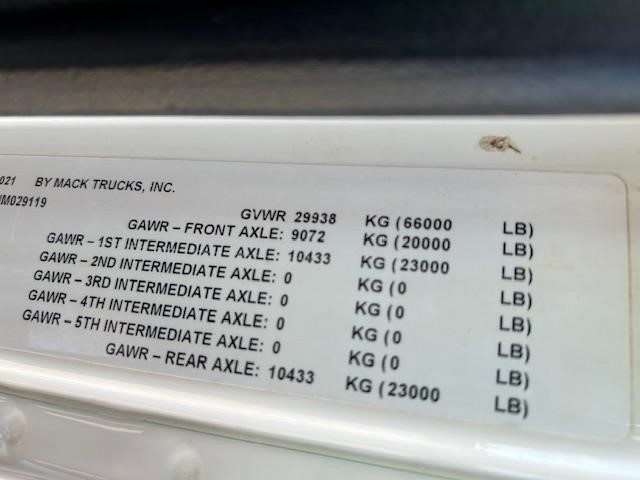 021 BY MACK TRUCKS, INC.
M029119
GVWR 29938 KG (66000 LB)
GAWR – FRONT AXLE: 9072 KG (20000 LB)
GAWR – 1ST INTERMEDIATE AXLE: 10433 KG (23000 LB)
GAWR – 2ND INTERMEDIATE AXLE: 0 KG (0 LB)
GAWR – 3RD INTERMEDIATE AXLE: 0 KG (0 LB)
GAWR – 4TH INTERMEDIATE AXLE: 0 KG (0 LB)
GAWR – 5TH INTERMEDIATE AXLE: 0 KG (0 LB)
GAWR – REAR AXLE: 10433 KG (23000 LB)